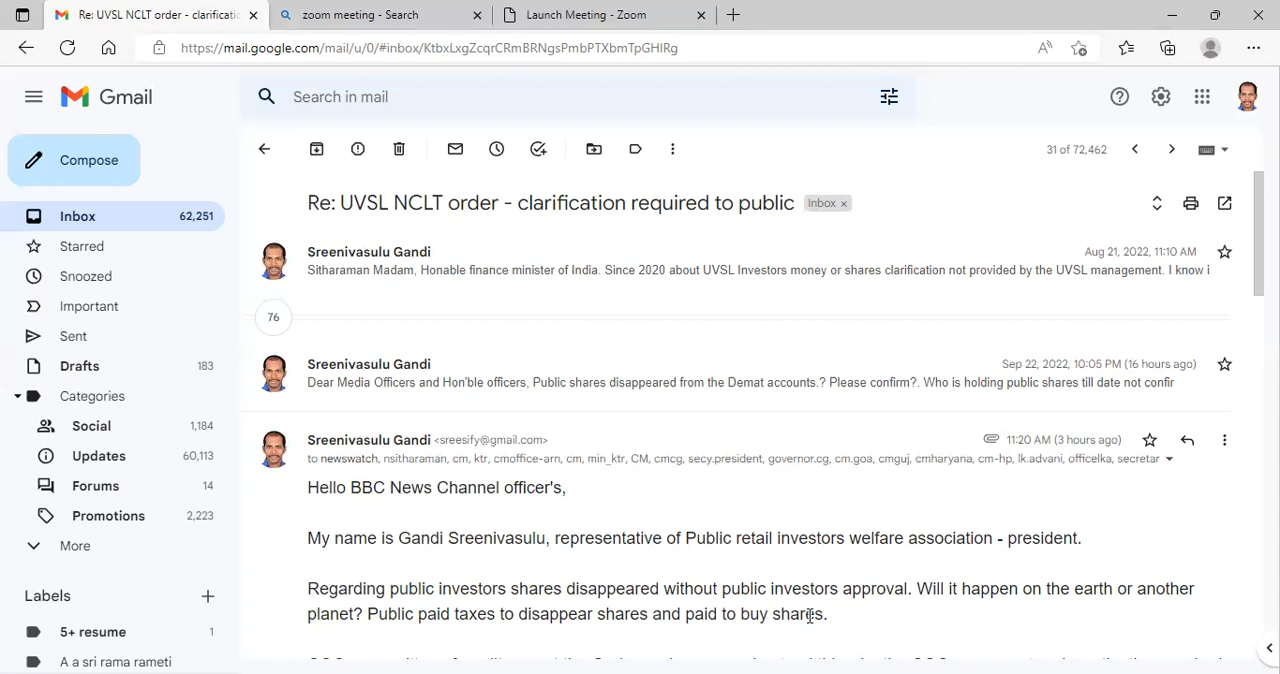 Re: UVSL NCLT order - clarificatic
zoom meeting - Search
Launch Meeting - Zoom
https://mail.google.com/mail/u/0/#inbox/KtbxLxgZcqrCRmBRNgsPmbPTXbmTpGHlRg
Gmail
Search in mail
Compose
31 of 72,462
Inbox 62,251
Starred
Snoozed
Important
Sent
Drafts 183
Categories
Social 1,184
Updates 60,113
Forums 14
Promotions 2,223
More
Labels
5+ resume 1
A a sri rama rameti
Re: UVSL NCLT order - clarification required to public Inbox x
Sreenivasulu Gandi Aug 21, 2022, 11:10 AM
Sitharaman Madam, Honable finance minister of India. Since 2020 about UVSL Investors money or shares clarification not provided by the UVSL management. I know i
76
Sreenivasulu Gandi Sep 22, 2022, 10:05 PM (16 hours ago)
Dear Media Officers and Hon'ble officers, Public shares disappeared from the Demat accounts.? Please confirm?. Who is holding public shares till date not confir
Sreenivasulu Gandi <sreesify@gmail.com> 11:20 AM (3 hours ago)
to newswatch, nsitharaman, cm, ktr, cmoffice-arn, cm, min_ktr, CM, cmcg, secy.president, governor.cg, cm.goa, cmguj, cmharyana, cm-hp, lk.advani, officelka, secretar
Hello BBC News Channel officer's,
My name is Gandi Sreenivasulu, representative of Public retail investors welfare association - president.
Regarding public investors shares disappeared without public investors approval. Will it happen on the earth or another
planet? Public paid taxes to disappear shares and paid to buy shares.